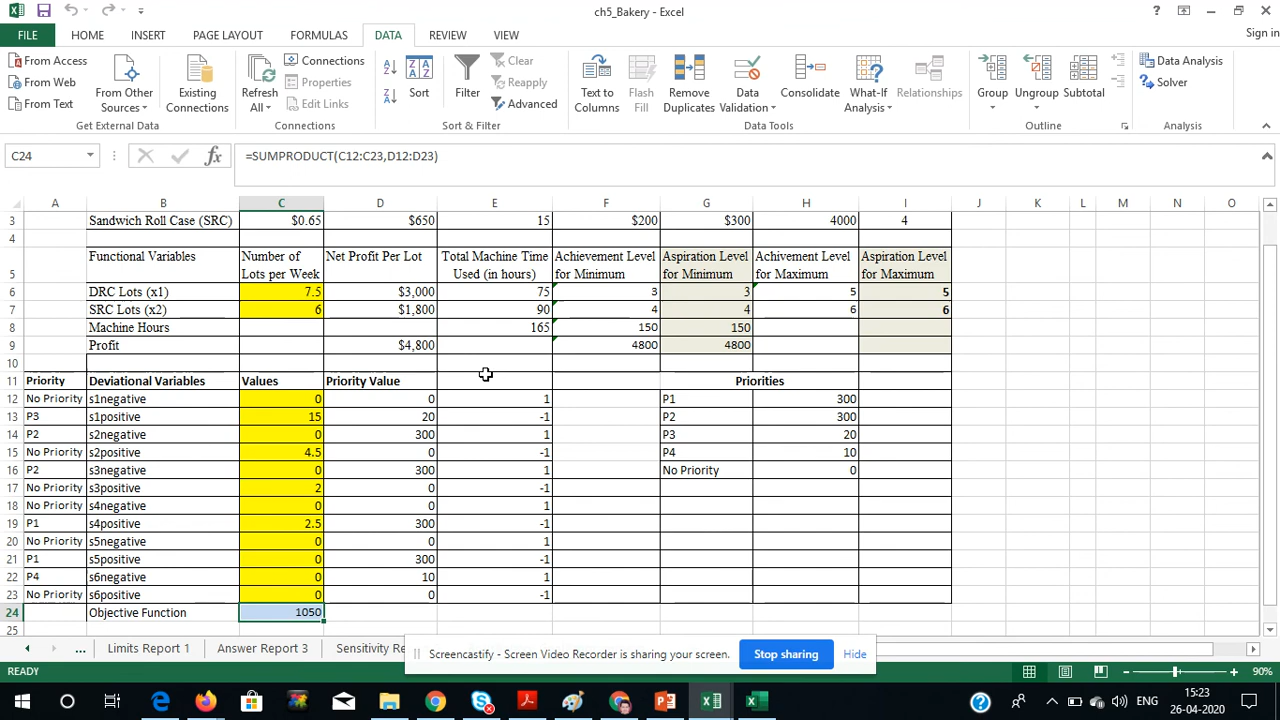 ch5_Bakery - Excel
Sign in
FILE HOME INSERT PAGE LAYOUT FORMULAS DATA REVIEW VIEW
From Access
From Web
From Text
From Other Sources
Existing Connections
Get External Data
Refresh All
Connections
Properties
Edit Links
Connections
Sort
Filter
Clear
Reapply
Advanced
Sort & Filter
Text to Columns
Flash Fill
Remove Duplicates
Data Validation
Consolidate
What-If Analysis
Relationships
Data Tools
Group
Ungroup
Subtotal
Outline
Data Analysis
Solver
Analysis
C24 fx =SUMPRODUCT(C12:C23,D12:D23)
A B C D E F G H I J K L M N O
3 Sandwich Roll Case (SRC) $0.65 $650 15 $200 $300 4000 4
4
5 Functional Variables Number of Lots per Week Net Profit Per Lot Total Machine Time Used (in hours) Achievement Level for Minimum Aspiration Level for Minimum Achivement Level for Maximum Aspiration Level for Maximum
6 DRC Lots (x1) 7.5 $3,000 75 3 3 5 5
7 SRC Lots (x2) 6 $1,800 90 4 4 6 6
8 Machine Hours 165 150 150
9 Profit $4,800 4800 4800
10
11 Priority Deviational Variables Values Priority Value Priorities
12 No Priority s1negative 0 0 1 P1 300
13 P3 s1positive 15 20 -1 P2 300
14 P2 s2negative 0 300 1 P3 20
15 No Priority s2positive 4.5 0 -1 P4 10
16 P2 s3negative 0 300 1 No Priority 0
17 No Priority s3positive 2 0 -1
18 No Priority s4negative 0 0 1
19 P1 s4positive 2.5 300 -1
20 No Priority s5negative 0 0 1
21 P1 s5positive 0 300 -1
22 P4 s6negative 0 10 1
23 No Priority s6positive 0 0 -1
24 Objective Function 1050
25
... Limits Report 1 Answer Report 3 Sensitivity Re
Screencastify - Screen Video Recorder is sharing your screen. Stop sharing Hide
READY 90%
ENG 15:23
26-04-2020